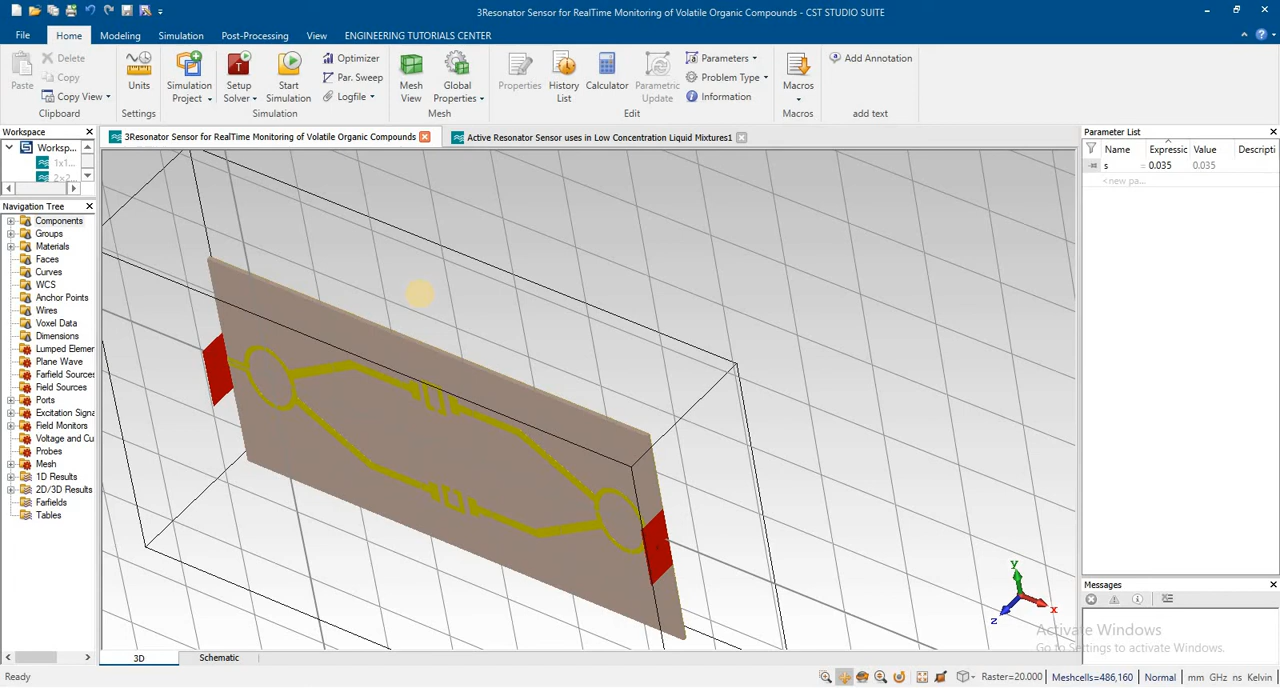 3Resonator Sensor for RealTime Monitoring of Volatile Organic Compounds - CST STUDIO SUITE
File Home Modeling Simulation Post-Processing View ENGINEERING TUTORIALS CENTER
Paste
Delete
Copy
Copy View
Clipboard
Units
Settings
Simulation Project
Setup Solver
Start Simulation
Optimizer
Par. Sweep
Logfile
Simulation
Mesh View
Global Properties
Mesh
Properties
History List
Calculator
Parametric Update
Parameters
Problem Type
Information
Edit
Macros
Macros
Add Annotation
add text
Workspace
Worksp...
1x1...
2x2...
3Resonator Sensor for RealTime Monitoring of Volatile Organic Compounds
Active Resonator Sensor uses in Low Concentration Liquid Mixtures1
Navigation Tree
Components
Groups
Materials
Faces
Curves
WCS
Anchor Points
Wires
Voxel Data
Dimensions
Lumped Elemer
Plane Wave
Farfield Sources
Field Sources
Ports
Excitation Signa
Field Monitors
Voltage and Cu
Probes
Mesh
1D Results
2D/3D Results
Farfields
Tables
Parameter List
Name Expressic Value Descripti
s = 0.035 0.035
<new pa...
y
x
z
Messages
Activate Windows
Go to Settings to activate Windows.
3D Schematic
Ready
Raster=20.000 Meshcells=486,160 Normal mm GHz ns Kelvin